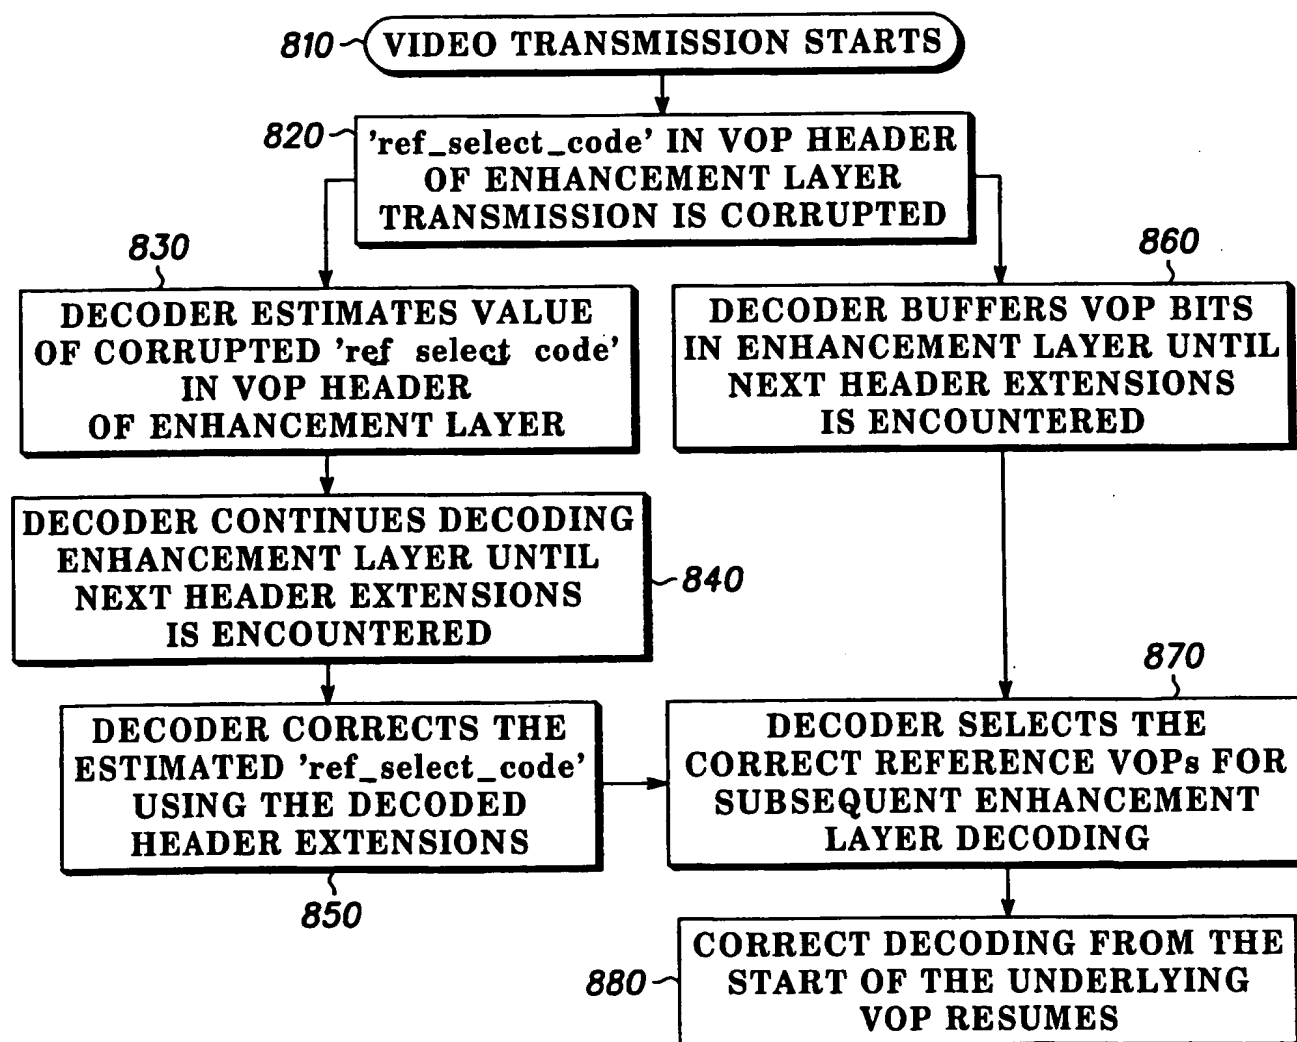 810
VIDEO TRANSMISSION STARTS
820
'ref_select_code' IN VOP HEADER
OF ENHANCEMENT LAYER
TRANSMISSION IS CORRUPTED
830
DECODER ESTIMATES VALUE
OF CORRUPTED 'ref select code'
IN VOP HEADER
OF ENHANCEMENT LAYER
860
DECODER BUFFERS VOP BITS
IN ENHANCEMENT LAYER UNTIL
NEXT HEADER EXTENSIONS
IS ENCOUNTERED
DECODER CONTINUES DECODING
ENHANCEMENT LAYER UNTIL
NEXT HEADER EXTENSIONS
IS ENCOUNTERED
840
DECODER CORRECTS THE
ESTIMATED 'ref_select_code'
USING THE DECODED
HEADER EXTENSIONS
850
870
DECODER SELECTS THE
CORRECT REFERENCE VOPs FOR
SUBSEQUENT ENHANCEMENT
LAYER DECODING
880
CORRECT DECODING FROM THE
START OF THE UNDERLYING
VOP RESUMES